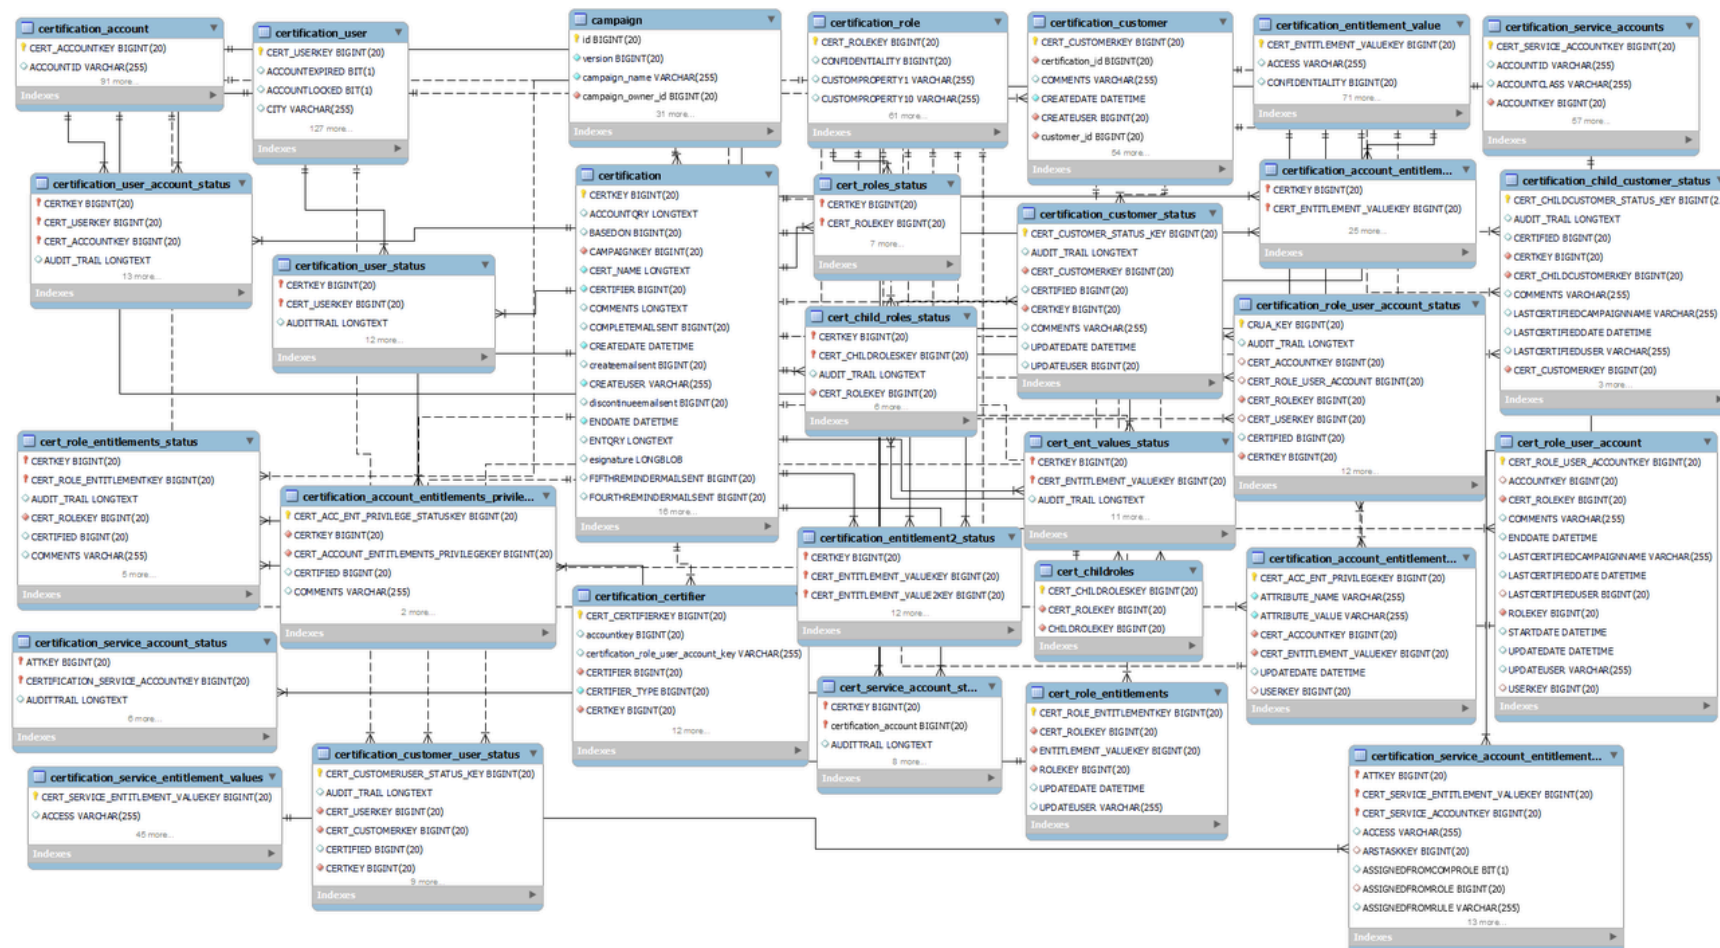 certification_account
CERT_ACCOUNTKEY BIGINT(20)
ACCOUNTID VARCHAR(255)
91 more...
Indexes
certification_user
CERT_USERKEY BIGINT(20)
ACCOUNTEXPIRED BIT(1)
ACCOUNTLOCKED BIT(1)
CITY VARCHAR(255)
127 more...
Indexes
campaign
id BIGINT(20)
version BIGINT(20)
campaign_name VARCHAR(255)
campaign_owner_id BIGINT(20)
31 more...
Indexes
certification_role
CERT_ROLEKEY BIGINT(20)
CONFIDENTIALITY BIGINT(20)
CUSTOMPROPERTY1 VARCHAR(255)
CUSTOMPROPERTY10 VARCHAR(255)
61 more...
Indexes
certification_customer
CERT_CUSTOMERKEY BIGINT(20)
certification_id BIGINT(20)
COMMENTS VARCHAR(255)
CREATEDATE DATETIME
CREATEUSER BIGINT(20)
customer_id BIGINT(20)
54 more...
Indexes
certification_entitlement_value
CERT_ENTITLEMENT_VALUEKEY BIGINT(20)
ACCESS VARCHAR(255)
CONFIDENTIALITY BIGINT(20)
71 more...
Indexes
certification_service_accounts
CERT_SERVICE_ACCOUNTKEY BIGINT(20)
ACCOUNTID VARCHAR(255)
ACCOUNTCLASS VARCHAR(255)
ACCOUNTKEY BIGINT(20)
57 more...
Indexes
certification_user_account_status
CERTKEY BIGINT(20)
CERT_USERKEY BIGINT(20)
CERT_ACCOUNTKEY BIGINT(20)
AUDIT_TRAIL LONGTEXT
13 more...
Indexes
certification_user_status
CERTKEY BIGINT(20)
CERT_USERKEY BIGINT(20)
AUDITTRAIL LONGTEXT
12 more...
Indexes
certification
CERTKEY BIGINT(20)
ACCOUNTQRY LONGTEXT
BASEDON BIGINT(20)
CAMPAIGNKEY BIGINT(20)
CERT_NAME LONGTEXT
CERTIFIER BIGINT(20)
COMMENTS LONGTEXT
COMPLETEMAILSENT BIGINT(20)
CREATEDATE DATETIME
createemailsent BIGINT(20)
CREATEUSER VARCHAR(255)
discontinueemailsent BIGINT(20)
ENDDATE DATETIME
ENTQRY LONGTEXT
esignature LONGBLOB
FIFTHREMINDERMAILSENT BIGINT(20)
FOURTHREMINDERMAILSENT BIGINT(20)
16 more...
Indexes
cert_roles_status
CERTKEY BIGINT(20)
CERT_ROLEKEY BIGINT(20)
7 more...
Indexes
certification_customer_status
CERT_CUSTOMER_STATUS_KEY BIGINT(20)
AUDIT_TRAIL LONGTEXT
CERT_CUSTOMERKEY BIGINT(20)
CERTIFIED BIGINT(20)
CERTKEY BIGINT(20)
COMMENTS VARCHAR(255)
UPDATEDATE DATETIME
UPDATEUSER BIGINT(20)
Indexes
certification_account_entitlem...
CERTKEY BIGINT(20)
CERT_ENTITLEMENT_VALUEKEY BIGINT(20)
25 more...
Indexes
certification_child_customer_status
CERT_CHILDCUSTOMER_STATUS_KEY BIGINT(2
AUDIT_TRAIL LONGTEXT
CERTIFIED BIGINT(20)
CERTKEY BIGINT(20)
CERT_CHILDCUSTOMERKEY BIGINT(20)
COMMENTS VARCHAR(255)
LASTCERTIFIEDCAMPAIGNNAME VARCHAR(255)
LASTCERTIFIEDDATE DATETIME
LASTCERTIFIEDUSER VARCHAR(255)
CERT_CUSTOMERKEY BIGINT(20)
3 more...
Indexes
cert_child_roles_status
CERTKEY BIGINT(20)
CERT_CHILDROLESKEY BIGINT(20)
AUDIT_TRAIL LONGTEXT
CERT_ROLEKEY BIGINT(20)
6 more...
Indexes
certification_role_user_account_status
CRUA_KEY BIGINT(20)
AUDIT_TRAIL LONGTEXT
CERT_ACCOUNTKEY BIGINT(20)
CERT_ROLE_USER_ACCOUNT BIGINT(20)
CERT_ROLEKEY BIGINT(20)
CERT_USERKEY BIGINT(20)
CERTIFIED BIGINT(20)
CERTKEY BIGINT(20)
12 more...
Indexes
cert_role_entitlements_status
CERTKEY BIGINT(20)
CERT_ROLE_ENTITLEMENTKEY BIGINT(20)
AUDIT_TRAIL LONGTEXT
CERT_ROLEKEY BIGINT(20)
CERTIFIED BIGINT(20)
COMMENTS VARCHAR(255)
5 more...
Indexes
certification_account_entitlements_privile...
CERT_ACC_ENT_PRIVILEGE_STATUSKEY BIGINT(20)
CERTKEY BIGINT(20)
CERT_ACCOUNT_ENTITLEMENTS_PRIVILEGEKEY BIGINT(20)
CERTIFIED BIGINT(20)
COMMENTS VARCHAR(255)
2 more...
Indexes
cert_ent_values_status
CERTKEY BIGINT(20)
CERT_ENTITLEMENT_VALUEKEY BIGINT(20)
AUDIT_TRAIL LONGTEXT
11 more...
Indexes
cert_role_user_account
CERT_ROLE_USER_ACCOUNTKEY BIGINT(20)
ACCOUNTKEY BIGINT(20)
CERT_ROLEKEY BIGINT(20)
COMMENTS VARCHAR(255)
ENDDATE DATETIME
LASTCERTIFIEDCAMPAIGNNAME VARCHAR(255)
LASTCERTIFIEDDATE DATETIME
LASTCERTIFIEDUSER BIGINT(20)
ROLEKEY BIGINT(20)
STARTDATE DATETIME
UPDATEDATE DATETIME
UPDATEUSER VARCHAR(255)
USERKEY BIGINT(20)
Indexes
certification_entitlement2_status
CERTKEY BIGINT(20)
CERT_ENTITLEMENT_VALUEKEY BIGINT(20)
CERT_ENTITLEMENT_VALUE2KEY BIGINT(20)
12 more...
Indexes
cert_childroles
CERT_CHILDROLESKEY BIGINT(20)
CERT_ROLEKEY BIGINT(20)
CHILDROLEKEY BIGINT(20)
Indexes
certification_account_entitlement...
CERT_ACC_ENT_PRIVILEGEKEY BIGINT(20)
ATTRIBUTE_NAME VARCHAR(255)
ATTRIBUTE_VALUE VARCHAR(255)
CERT_ACCOUNTKEY BIGINT(20)
CERT_ENTITLEMENT_VALUEKEY BIGINT(20)
UPDATEDATE DATETIME
USERKEY BIGINT(20)
Indexes
certification_certifier
CERT_CERTIFIERKEY BIGINT(20)
accountkey BIGINT(20)
certification_role_user_account_key VARCHAR(255)
CERTIFIER BIGINT(20)
CERTIFIER_TYPE BIGINT(20)
CERTKEY BIGINT(20)
12 more...
Indexes
certification_service_account_status
ATTKEY BIGINT(20)
CERTIFICATION_SERVICE_ACCOUNTKEY BIGINT(20)
AUDITTRAIL LONGTEXT
6 more...
Indexes
cert_service_account_st...
CERTKEY BIGINT(20)
certification_account BIGINT(20)
AUDITTRAIL LONGTEXT
8 more...
Indexes
cert_role_entitlements
CERT_ROLE_ENTITLEMENTKEY BIGINT(20)
CERT_ROLEKEY BIGINT(20)
ENTITLEMENT_VALUEKEY BIGINT(20)
ROLEKEY BIGINT(20)
UPDATEDATE DATETIME
UPDATEUSER VARCHAR(255)
Indexes
certification_customer_user_status
CERT_CUSTOMERUSER_STATUS_KEY BIGINT(20)
AUDIT_TRAIL LONGTEXT
CERT_USERKEY BIGINT(20)
CERT_CUSTOMERKEY BIGINT(20)
CERTIFIED BIGINT(20)
CERTKEY BIGINT(20)
9 more...
Indexes
certification_service_entitlement_values
CERT_SERVICE_ENTITLEMENT_VALUEKEY BIGINT(20)
ACCESS VARCHAR(255)
45 more...
Indexes
certification_service_account_entitlement...
ATTKEY BIGINT(20)
CERT_SERVICE_ENTITLEMENT_VALUEKEY BIGINT(20)
CERT_SERVICE_ACCOUNTKEY BIGINT(20)
ACCESS VARCHAR(255)
ARSTASKKEY BIGINT(20)
ASSIGNEDFROMCOMPROLE BIT(1)
ASSIGNEDFROMROLE BIGINT(20)
ASSIGNEDFROMRULE VARCHAR(255)
13 more...
Indexes